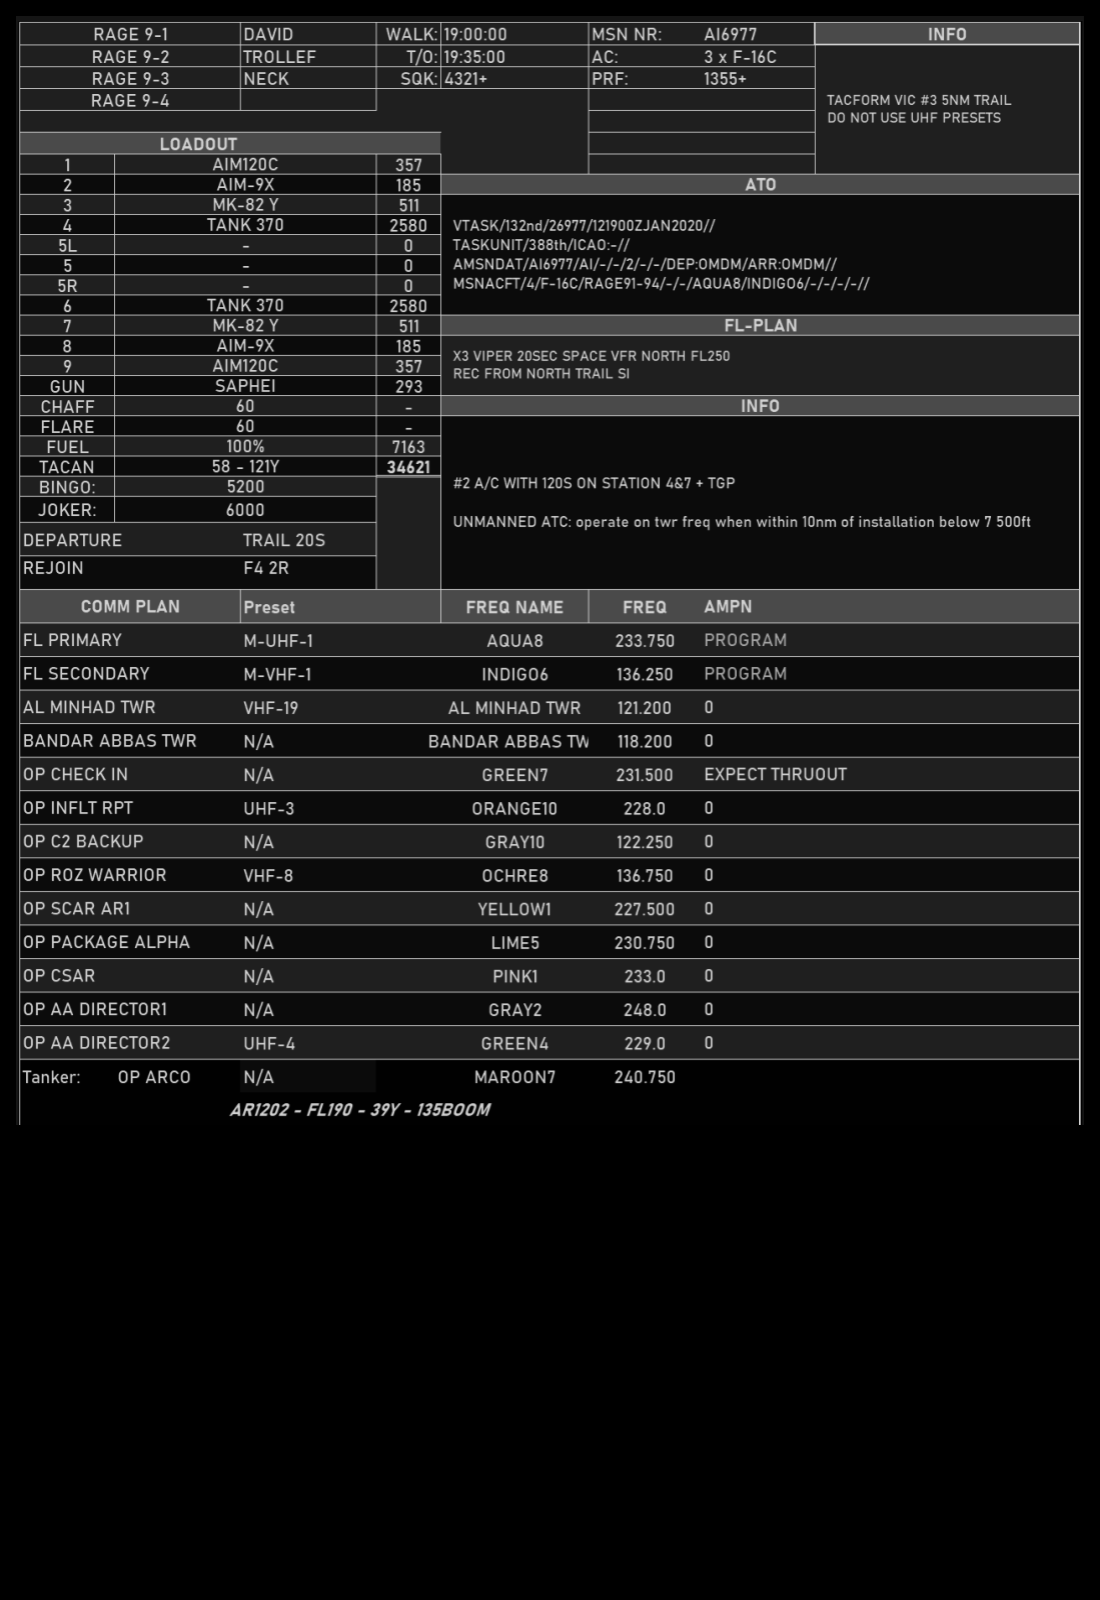 RAGE 9-1 DAVID WALK: 19:00:00 MSN NR: AI6977 INFO
RAGE 9-2 TROLLEF T/O: 19:35:00 AC: 3 x F-16C
RAGE 9-3 NECK SQK: 4321+ PRF: 1355+
RAGE 9-4
TACFORM VIC #3 5NM TRAIL
DO NOT USE UHF PRESETS
LOADOUT
1 AIM120C 357
2 AIM-9X 185
3 MK-82 Y 511
4 TANK 370 2580
5L - 0
5 - 0
5R - 0
6 TANK 370 2580
7 MK-82 Y 511
8 AIM-9X 185
9 AIM120C 357
GUN SAPHEI 293
CHAFF 60 -
FLARE 60 -
FUEL 100% 7163
TACAN 58 - 121Y 34621
BINGO: 5200
JOKER: 6000
DEPARTURE TRAIL 20S
REJOIN F4 2R
ATO
VTASK/132nd/26977/121900ZJAN2020//
TASKUNIT/388th/ICAO:-//
AMSNDAT/AI6977/AI/-/-/2/-/-/DEP:OMDM/ARR:OMDM//
MSNACFT/4/F-16C/RAGE91-94/-/-/AQUA8/INDIGO6/-/-/-/-//
FL-PLAN
X3 VIPER 20SEC SPACE VFR NORTH FL250
REC FROM NORTH TRAIL SI
INFO
#2 A/C WITH 120S ON STATION 4&7 + TGP
UNMANNED ATC: operate on twr freq when within 10nm of installation below 7 500ft
COMM PLAN Preset FREQ NAME FREQ AMPN
FL PRIMARY M-UHF-1 AQUA8 233.750 PROGRAM
FL SECONDARY M-VHF-1 INDIGO6 136.250 PROGRAM
AL MINHAD TWR VHF-19 AL MINHAD TWR 121.200 0
BANDAR ABBAS TWR N/A BANDAR ABBAS TW 118.200 0
OP CHECK IN N/A GREEN7 231.500 EXPECT THRUOUT
OP INFLT RPT UHF-3 ORANGE10 228.0 0
OP C2 BACKUP N/A GRAY10 122.250 0
OP ROZ WARRIOR VHF-8 OCHRE8 136.750 0
OP SCAR AR1 N/A YELLOW1 227.500 0
OP PACKAGE ALPHA N/A LIME5 230.750 0
OP CSAR N/A PINK1 233.0 0
OP AA DIRECTOR1 N/A GRAY2 248.0 0
OP AA DIRECTOR2 UHF-4 GREEN4 229.0 0
Tanker: OP ARCO N/A MAROON7 240.750
AR1202 - FL190 - 39Y - 135BOOM